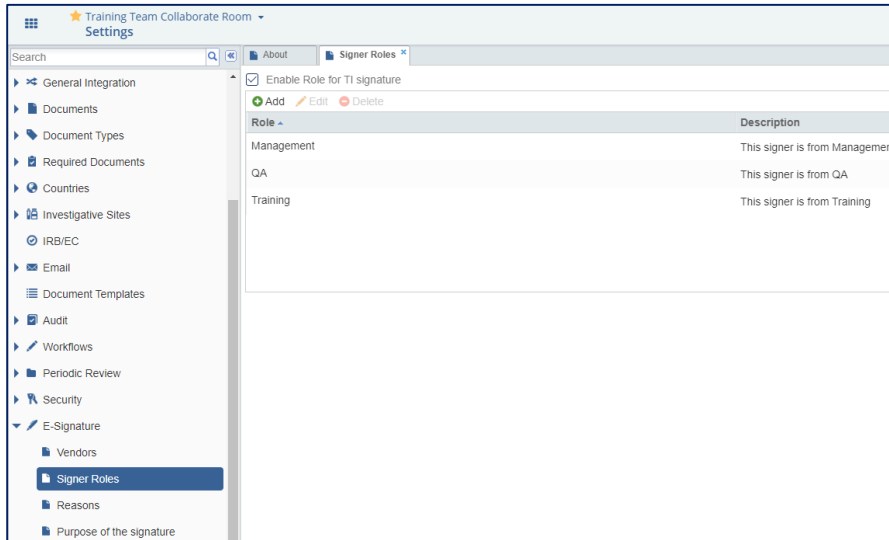 Training Team Collaborate Room
Settings
Search
General Integration
Documents
Document Types
Required Documents
Countries
Investigative Sites
IRB/EC
Email
Document Templates
Audit
Workflows
Periodic Review
Security
E-Signature
Vendors
Signer Roles
Reasons
Purpose of the signature
About
Signer Roles
Enable Role for TI signature
Add Edit Delete
Role Description
Management This signer is from Managemen
QA This signer is from QA
Training This signer is from Training